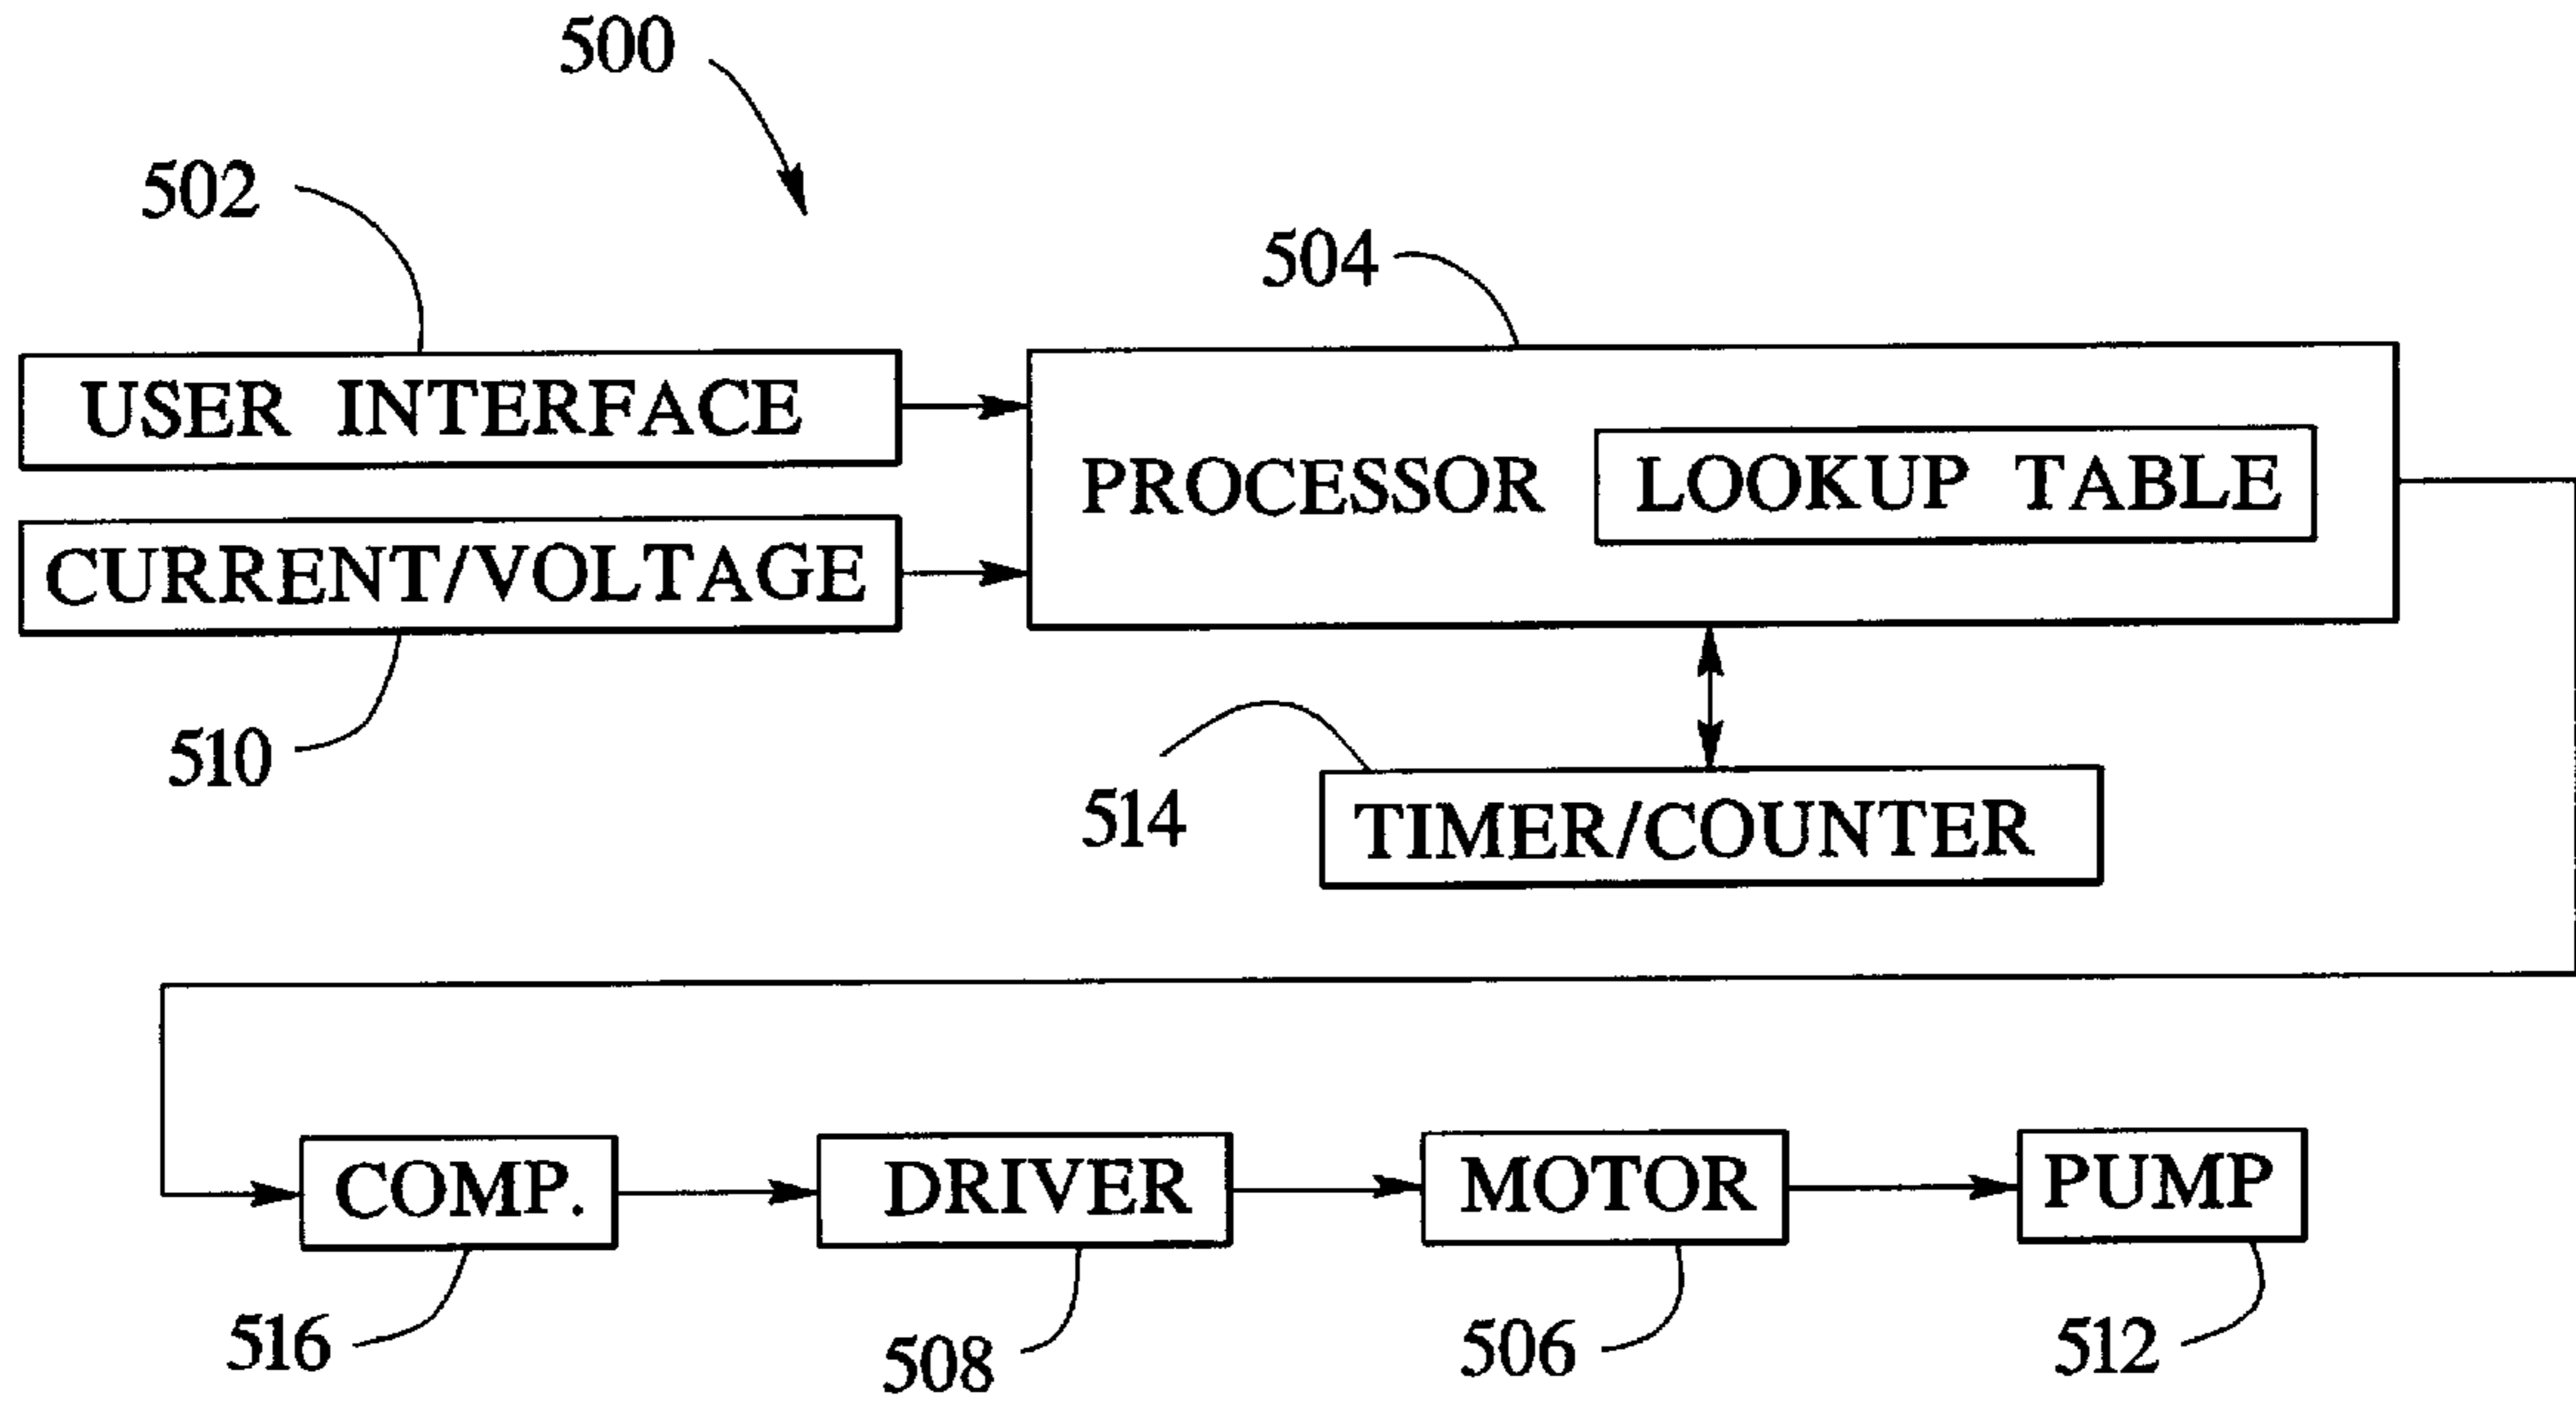 500
502
504
USER INTERFACE
PROCESSOR
LOOKUP TABLE
CURRENT/VOLTAGE
510
514
TIMER/COUNTER
COMP.
DRIVER
MOTOR
PUMP
516
508
506
512